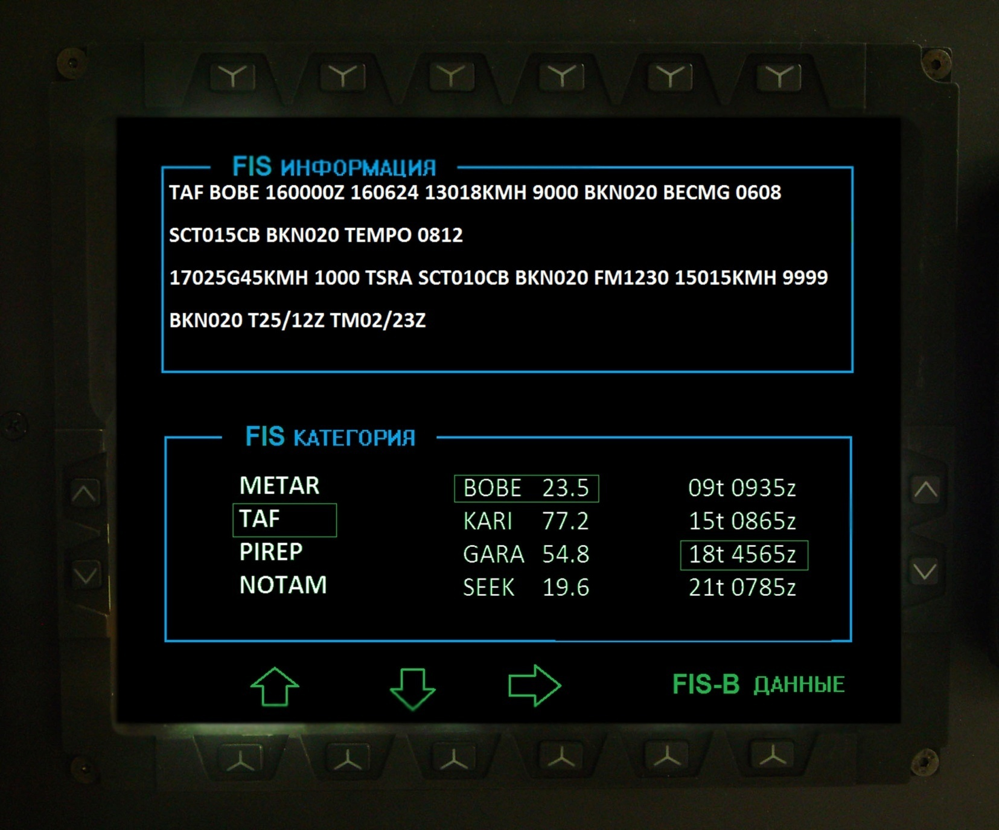 FIS ИНФОРМАЦИЯ
TAF BOBE 160000Z 160624 13018KMH 9000 BKN020 BECMG 0608
SCT015CB BKN020 TEMPO 0812
17025G45KMH 1000 TSRA SCT010CB BKN020 FM1230 15015KMH 9999
BKN020 T25/12Z TM02/23Z
FIS КАТЕГОРИЯ
METAR BOBE 23.5 09t 0935z
TAF KARI 77.2 15t 0865z
PIREP GARA 54.8 18t 4565z
NOTAM SEEK 19.6 21t 0785z
FIS-B ДАННЫЕ